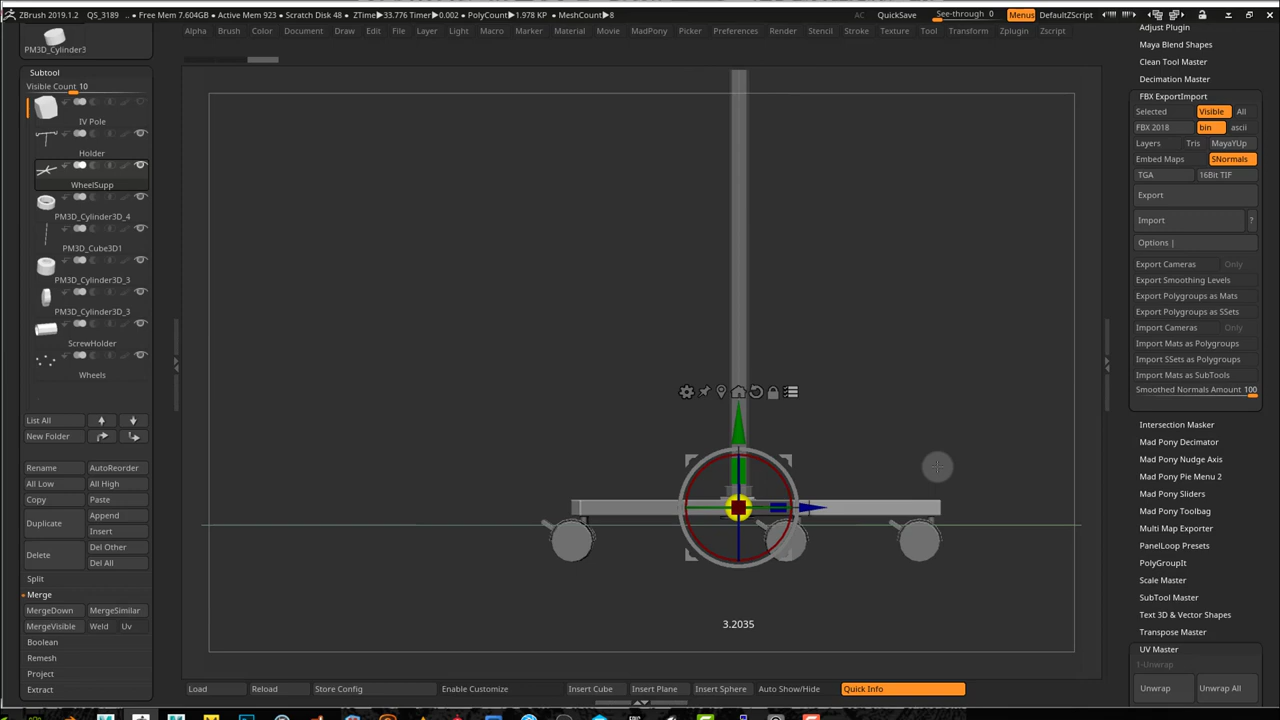 ZBrush 2019.1.2 QS_3189 • Free Mem 7.604GB • Active Mem 923 • Scratch Disk 48 • ZTime▸33.776 Timer▸0.002 • PolyCount▸1.978 KP • MeshCount▸8 AC QuickSave See-through 0 Menus DefaultZScript
Alpha Brush Color Document Draw Edit File Layer Light Macro Marker Material Movie MadPony Picker Preferences Render Stencil Stroke Texture Tool Transform Zplugin Zscript
PM3D_Cylinder3
Subtool
Visible Count 10
IV Pole
Holder
WheelSupp
PM3D_Cylinder3D_4
PM3D_Cube3D1
PM3D_Cylinder3D_3
PM3D_Cylinder3D_3
ScrewHolder
Wheels
List All
New Folder
Rename AutoReorder
All Low All High
Copy Paste
Duplicate Append
Insert
Delete Del Other
Del All
Split
Merge
MergeDown MergeSimilar
MergeVisible Weld Uv
Boolean
Remesh
Project
Extract
3.2035
Load Reload Store Config Enable Customize Insert Cube Insert Plane Insert Sphere Auto Show/Hide Quick Info
Adjust Plugin
Maya Blend Shapes
Clean Tool Master
Decimation Master
FBX ExportImport
Selected Visible All
FBX 2018 bin ascii
Layers Tris MayaYUp
Embed Maps SNormals
TGA 16Bit TIF
Export
Import ?
Options |
Export Cameras Only
Export Smoothing Levels
Export Polygroups as Mats
Export Polygroups as SSets
Import Cameras Only
Import Mats as Polygroups
Import SSets as Polygroups
Import Mats as SubTools
Smoothed Normals Amount 100
Intersection Masker
Mad Pony Decimator
Mad Pony Nudge Axis
Mad Pony Pie Menu 2
Mad Pony Sliders
Mad Pony Toolbag
Multi Map Exporter
PanelLoop Presets
PolyGroupIt
Scale Master
SubTool Master
Text 3D & Vector Shapes
Transpose Master
UV Master
T-Unwrap
Unwrap Unwrap All